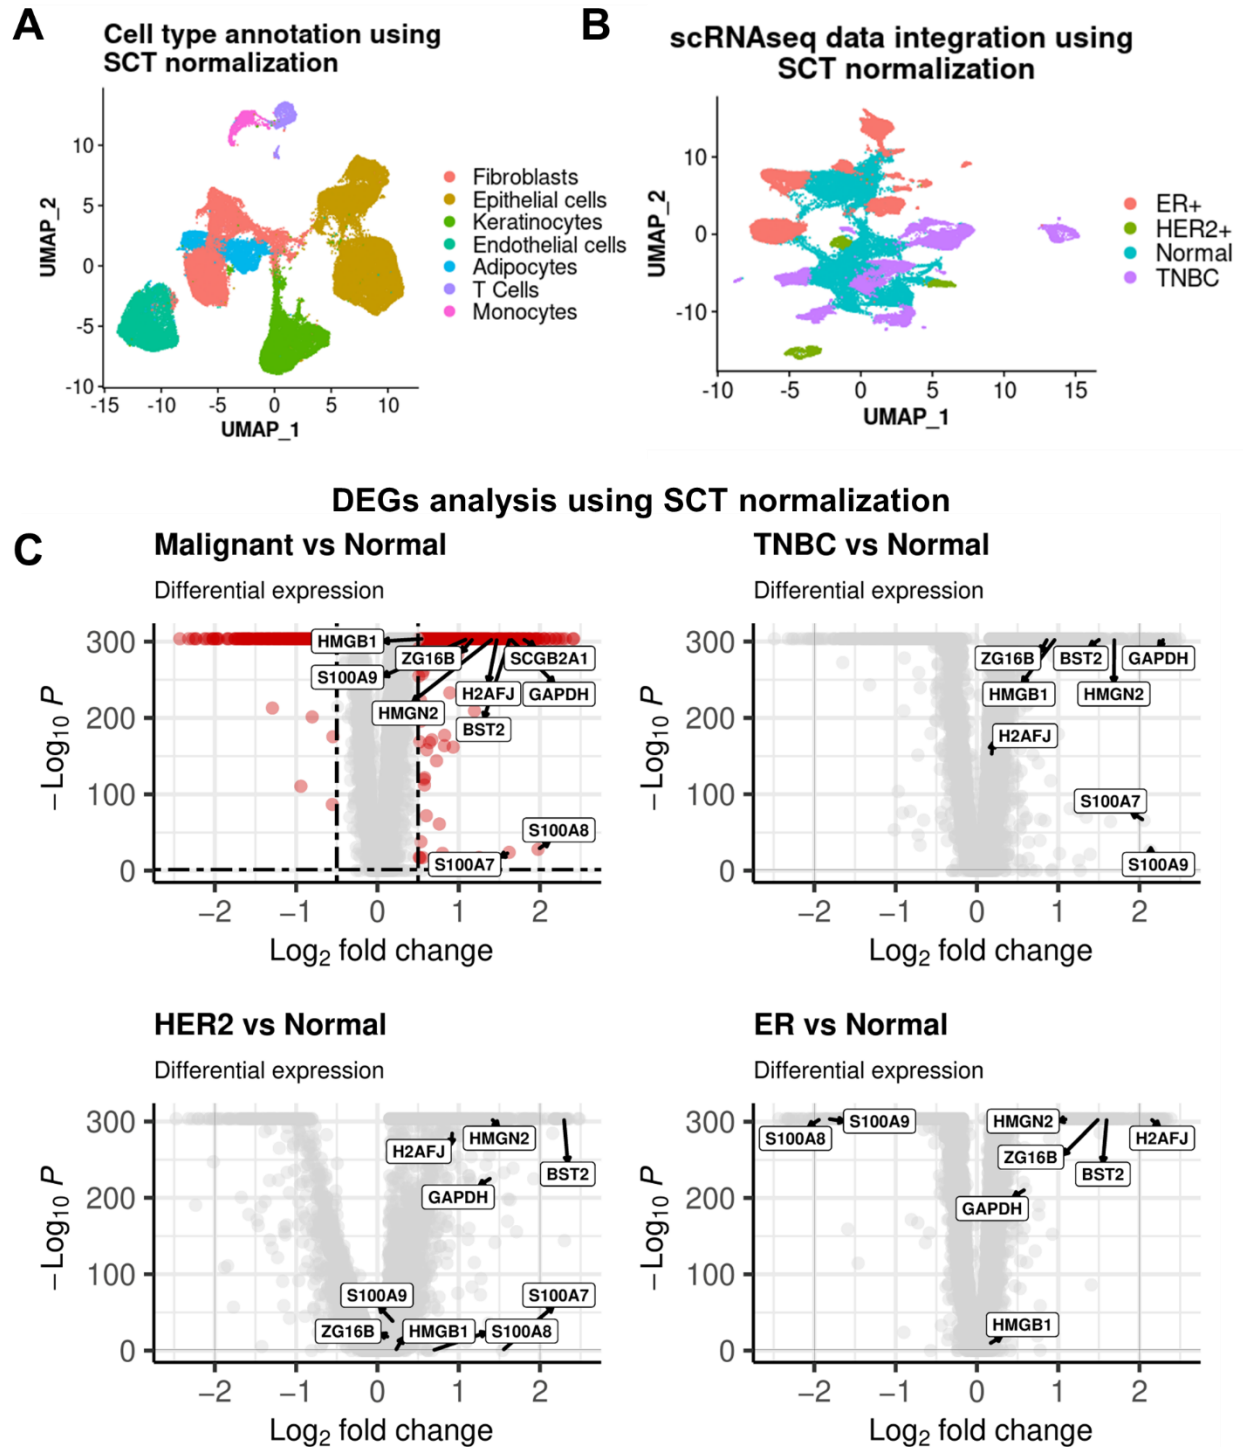 A
Cell type annotation using
SCT normalization
UMAP_2
10
5
0
-5
-10
-15
-10
-5
0
5
10
UMAP_1
Fibroblasts
Epithelial cells
Keratinocytes
Endothelial cells
Adipocytes
T Cells
Monocytes
B
scRNAseq data integration using
SCT normalization
UMAP_2
10
0
-10
-10
-5
0
5
10
15
UMAP_1
ER+
HER2+
Normal
TNBC
DEGs analysis using SCT normalization
C
Malignant vs Normal
Differential expression
−Log10 P
300
200
100
0
HMGB1
ZG16B
SCGB2A1
S100A9
H2AFJ
GAPDH
HMGN2
BST2
S100A8
S100A7
−2
−1
0
1
2
Log2 fold change
TNBC vs Normal
Differential expression
−Log10 P
300
200
100
0
ZG16B
BST2
GAPDH
HMGB1
HMGN2
H2AFJ
S100A7
S100A9
−2
−1
0
1
2
Log2 fold change
HER2 vs Normal
Differential expression
−Log10 P
300
200
100
0
H2AFJ
HMGN2
BST2
GAPDH
S100A9
S100A7
ZG16B
HMGB1
S100A8
−2
−1
0
1
2
Log2 fold change
ER vs Normal
Differential expression
−Log10 P
300
200
100
0
S100A8
S100A9
HMGN2
H2AFJ
ZG16B
BST2
GAPDH
HMGB1
−2
−1
0
1
2
Log2 fold change